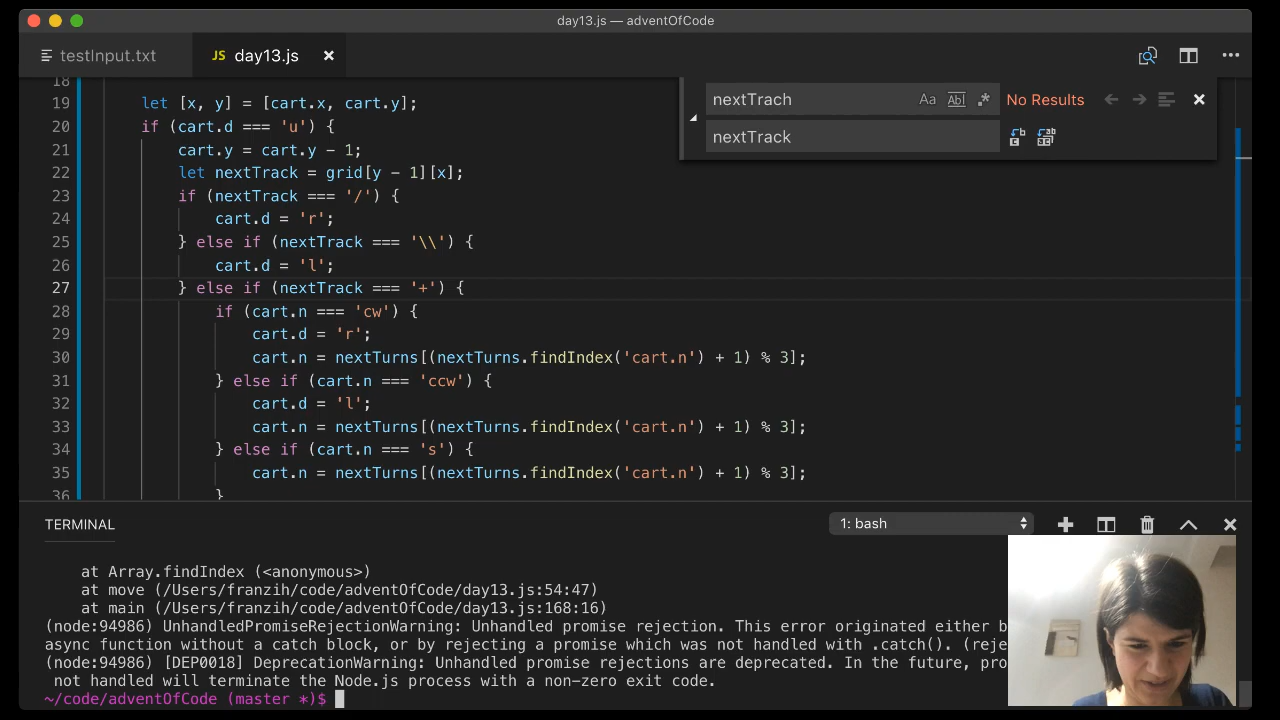 day13.js — adventOfCode
testInput.txt
JS day13.js
18
19 let [x, y] = [cart.x, cart.y];
20 if (cart.d === 'u') {
21 cart.y = cart.y - 1;
22 let nextTrack = grid[y - 1][x];
23 if (nextTrack === '/') {
24 cart.d = 'r';
25 } else if (nextTrack === '\\') {
26 cart.d = 'l';
27 } else if (nextTrack === '+') {
28 if (cart.n === 'cw') {
29 cart.d = 'r';
30 cart.n = nextTurns[(nextTurns.findIndex('cart.n') + 1) % 3];
31 } else if (cart.n === 'ccw') {
32 cart.d = 'l';
33 cart.n = nextTurns[(nextTurns.findIndex('cart.n') + 1) % 3];
34 } else if (cart.n === 's') {
35 cart.n = nextTurns[(nextTurns.findIndex('cart.n') + 1) % 3];
36 }
nextTrach Aa Abl .* No Results
nextTrack
TERMINAL
1: bash
at Array.findIndex (<anonymous>)
at move (/Users/franzih/code/adventOfCode/day13.js:54:47)
at main (/Users/franzih/code/adventOfCode/day13.js:168:16)
(node:94986) UnhandledPromiseRejectionWarning: Unhandled promise rejection. This error originated either b
async function without a catch block, or by rejecting a promise which was not handled with .catch(). (reje
(node:94986) [DEP0018] DeprecationWarning: Unhandled promise rejections are deprecated. In the future, pro
not handled will terminate the Node.js process with a non-zero exit code.
~/code/adventOfCode (master *)$